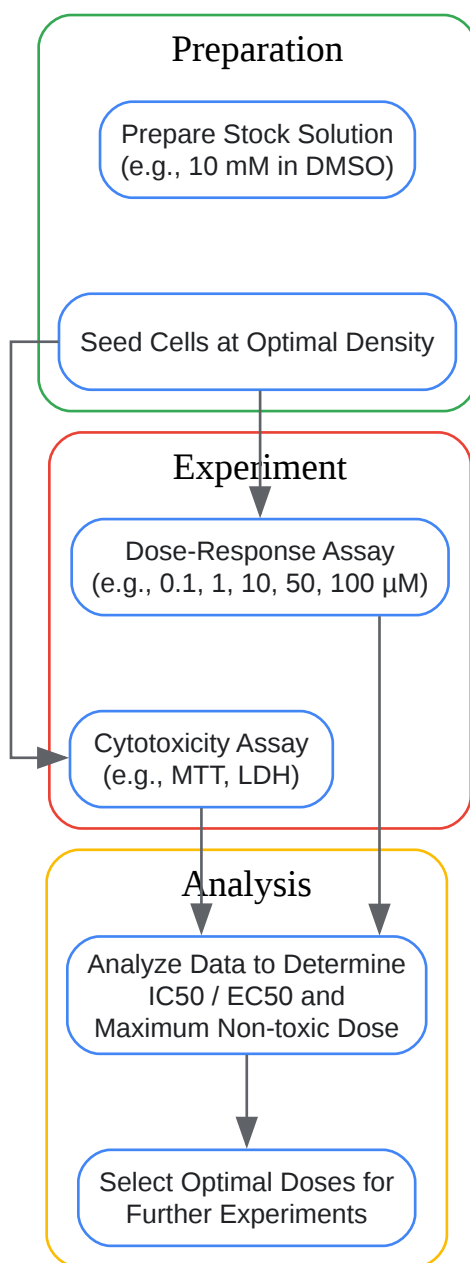 Preparation
Prepare Stock Solution
(e.g., 10 mM in DMSO)
Seed Cells at Optimal Density
Experiment
Dose-Response Assay
(e.g., 0.1, 1, 10, 50, 100 µM)
Cytotoxicity Assay
(e.g., MTT, LDH)
Analysis
Analyze Data to Determine
IC50 / EC50 and
Maximum Non-toxic Dose
Select Optimal Doses for
Further Experiments